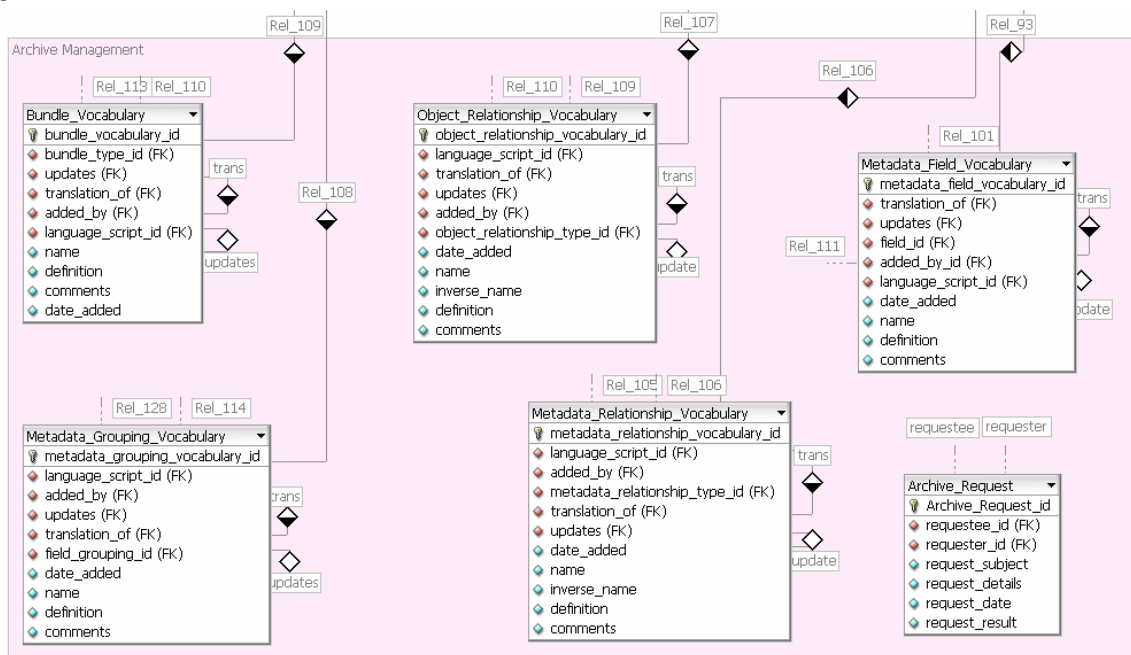 Rel_109
Rel_107
Rel_93
Archive Management
Rel_106
Rel_113 Rel_110
Rel_110 Rel_109
Rel_101
Bundle_Vocabulary
bundle_vocabulary_id
bundle_type_id (FK)
updates (FK)
translation_of (FK)
added_by (FK)
language_script_id (FK)
name
definition
comments
date_added
trans
updates
Rel_108
Object_Relationship_Vocabulary
object_relationship_vocabulary_id
language_script_id (FK)
translation_of (FK)
updates (FK)
added_by (FK)
object_relationship_type_id (FK)
date_added
name
inverse_name
definition
comments
trans
update
Metadata_Field_Vocabulary
metadata_field_vocabulary_id
translation_of (FK)
updates (FK)
field_id (FK)
added_by_id (FK)
language_script_id (FK)
date_added
name
definition
comments
trans
pdate
Rel_111
Rel_128 Rel_114
Metadata_Grouping_Vocabulary
metadata_grouping_vocabulary_id
language_script_id (FK)
added_by (FK)
updates (FK)
translation_of (FK)
field_grouping_id (FK)
date_added
name
definition
comments
trans
updates
Rel_105 Rel_106
Metadata_Relationship_Vocabulary
metadata_relationship_vocabulary_id
language_script_id (FK)
added_by (FK)
metadata_relationship_type_id (FK)
translation_of (FK)
updates (FK)
date_added
name
inverse_name
definition
comments
trans
update
requestee requester
Archive_Request
Archive_Request_id
requestee_id (FK)
requester_id (FK)
request_subject
request_details
request_date
request_result